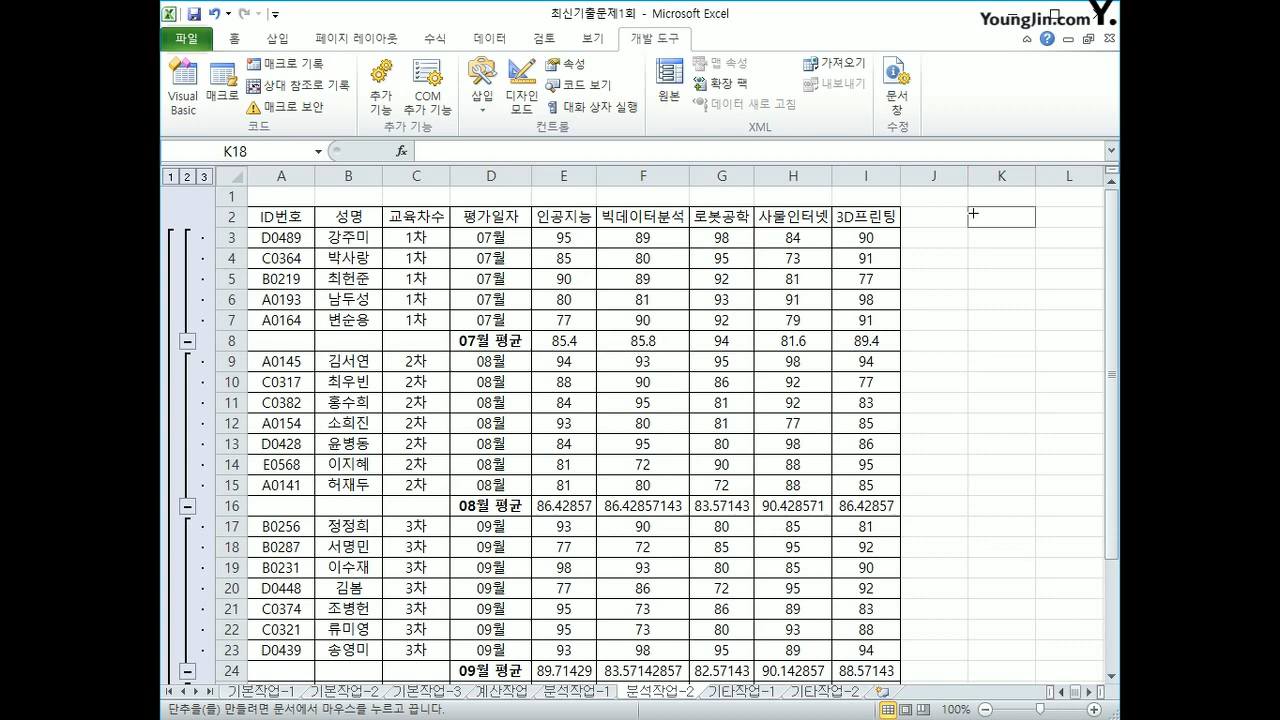 최신기출문제1회 - Microsoft Excel
YoungJin.com Y.
파일 홈 삽입 페이지 레이아웃 수식 데이터 검토 보기 개발 도구
Visual Basic
매크로
매크로 기록
상대 참조로 기록
매크로 보안
코드
추가 기능
COM 추가 기능
추가 기능
삽입
디자인 모드
속성
코드 보기
대화 상자 실행
컨트롤
원본
맵 속성
확장 팩
데이터 새로 고침
가져오기
내보내기
XML
문서 창
수정
K18 fx
1 2 3 A B C D E F G H I J K L
1
2 ID번호 성명 교육차수 평가일자 인공지능 빅데이터분석 로봇공학 사물인터넷 3D프린팅
3 D0489 강주미 1차 07월 95 89 98 84 90
4 C0364 박사랑 1차 07월 85 80 95 73 91
5 B0219 최헌준 1차 07월 90 89 92 81 77
6 A0193 남두성 1차 07월 80 81 93 91 98
7 A0164 변순용 1차 07월 77 90 92 79 91
8 07월 평균 85.4 85.8 94 81.6 89.4
9 A0145 김서연 2차 08월 94 93 95 98 94
10 C0317 최우빈 2차 08월 88 90 86 92 77
11 C0382 홍수희 2차 08월 84 95 81 92 83
12 A0154 소희진 2차 08월 93 80 81 77 85
13 D0428 윤병동 2차 08월 84 95 80 98 86
14 E0568 이지혜 2차 08월 81 72 90 88 95
15 A0141 허재두 2차 08월 81 80 72 88 85
16 08월 평균 86.42857 86.42857143 83.57143 90.428571 86.42857
17 B0256 정정희 3차 09월 93 90 80 85 81
18 B0287 서명민 3차 09월 77 72 85 95 92
19 B0231 이수재 3차 09월 98 93 80 85 90
20 D0448 김봄 3차 09월 77 86 72 95 92
21 C0374 조병헌 3차 09월 95 73 86 89 83
22 C0321 류미영 3차 09월 95 73 80 93 88
23 D0439 송영미 3차 09월 93 98 95 89 94
24 09월 평균 89.71429 83.57142857 82.57143 90.142857 88.57143
기본작업-1 기본작업-2 기본작업-3 계산작업 분석작업-1 분석작업-2 기타작업-1 기타작업-2
단추을(를) 만들려면 문서에서 마우스를 누르고 끕니다. 100%